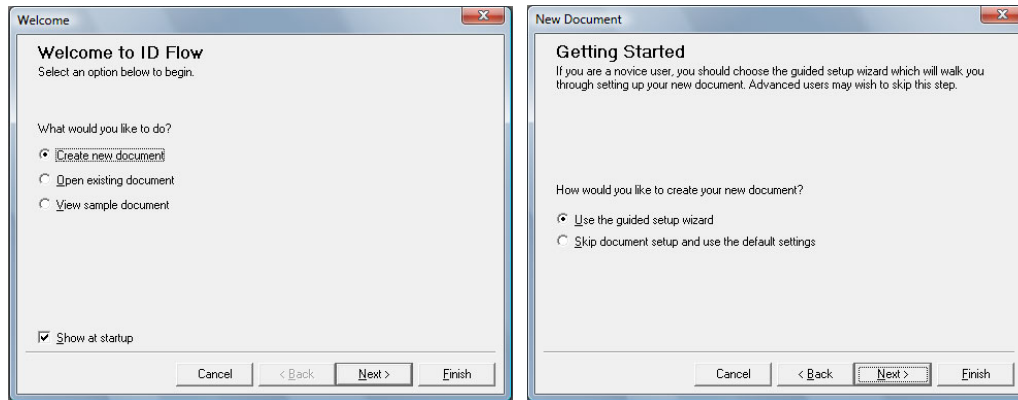 Welcome
Welcome to ID Flow
Select an option below to begin.
What would you like to do?
Create new document
Open existing document
View sample document
Show at startup
Cancel
< Back
Next >
Finish
New Document
Getting Started
If you are a novice user, you should choose the guided setup wizard which will walk you
through setting up your new document. Advanced users may wish to skip this step.
How would you like to create your new document?
Use the guided setup wizard
Skip document setup and use the default settings
Cancel
< Back
Next >
Finish